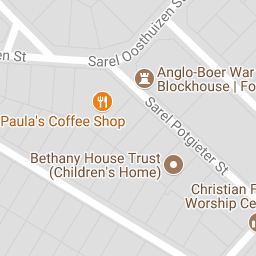 Sarel Oosthuizen S
en St
Anglo-Boer War
Blockhouse | Fo
Paula's Coffee Shop
Sarel Potgieter St
Bethany House Trust
(Children's Home)
Christian F
Worship Ce